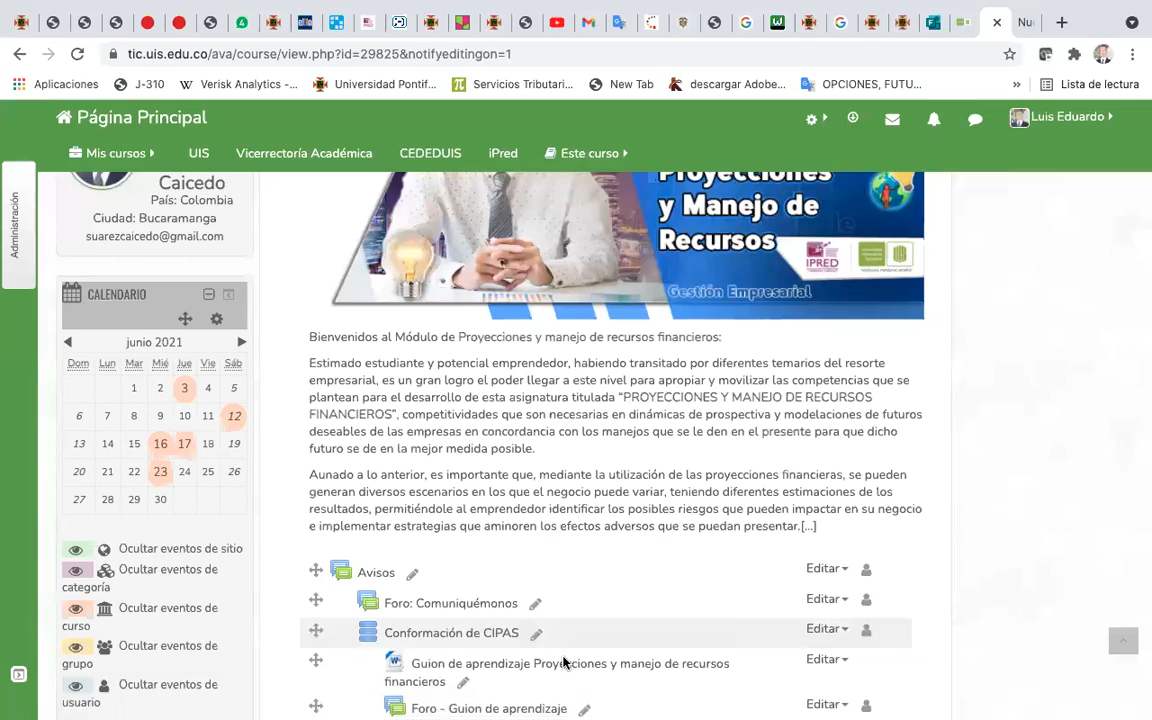 Nu
tic.uis.edu.co/ava/course/view.php?id=29825&notifyeditingon=1
Aplicaciones J-310 Verisk Analytics -... Universidad Pontif... Servicios Tributari... New Tab descargar Adobe... OPCIONES, FUTU... » Lista de lectura
Página Principal
Luis Eduardo
Mis cursos UIS Vicerrectoría Académica CEDEDUIS iPred Este curso
Administración
Caicedo
País: Colombia
Ciudad: Bucaramanga
suarezcaicedo@gmail.com
CALENDARIO
junio 2021
Dom Lun Mar Mié Jue Vie Sáb
1 2 3 4 5
6 7 8 9 10 11 12
13 14 15 16 17 18 19
20 21 22 23 24 25 26
27 28 29 30
Ocultar eventos de sitio
Ocultar eventos de
categoría
Ocultar eventos de
curso
Ocultar eventos de
grupo
Ocultar eventos de
usuario
Proyecciones
y Manejo de
Recursos
IPRED
Gestión Empresarial
Bienvenidos al Módulo de Proyecciones y manejo de recursos financieros:
Estimado estudiante y potencial emprendedor, habiendo transitado por diferentes temarios del resorte
empresarial, es un gran logro el poder llegar a este nivel para apropiar y movilizar las competencias que se
plantean para el desarrollo de esta asignatura titulada “PROYECCIONES Y MANEJO DE RECURSOS
FINANCIEROS”, competitividades que son necesarias en dinámicas de prospectiva y modelaciones de futuros
deseables de las empresas en concordancia con los manejos que se le den en el presente para que dicho
futuro se de en la mejor medida posible.
Aunado a lo anterior, es importante que, mediante la utilización de las proyecciones financieras, se pueden
generan diversos escenarios en los que el negocio puede variar, teniendo diferentes estimaciones de los
resultados, permitiéndole al emprendedor identificar los posibles riesgos que pueden impactar en su negocio
e implementar estrategias que aminoren los efectos adversos que se puedan presentar.[...]
Avisos Editar
Foro: Comuniquémonos Editar
Conformación de CIPAS Editar
Guion de aprendizaje Proyecciones y manejo de recursos Editar
financieros
Foro - Guion de aprendizaje Editar